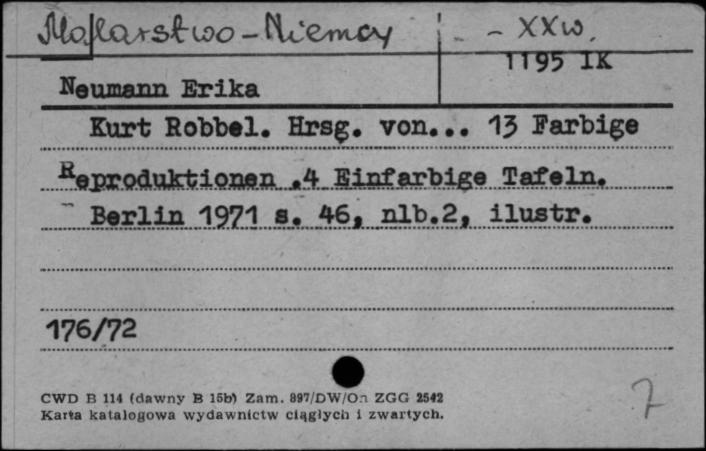 Malarstwo - Niemcy - XX w.
1195 IK
Neumann Erika
Kurt Robbel. Hrsg. von... 13 Farbige
Reproduktionen .4 Einfarbige Tafeln.
- Berlin 1971 s. 46, nlb.2, ilustr.
176/72
CWD B 114 (dawny B 15b) Zam. 897/DW/On ZGG 2542
Karta katalogowa wydawnictw ciągłych i zwartych.
7